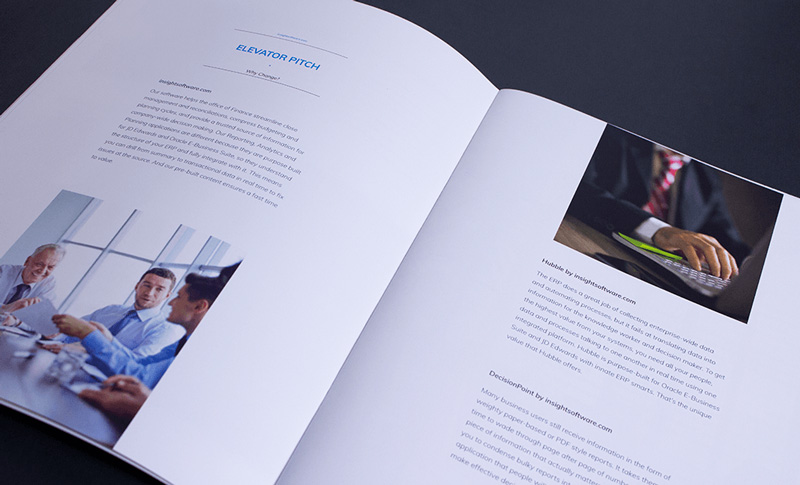 ELEVATOR PITCH
Why Change?
insightsoftware.com
Our software helps the office of Finance streamline close
management and reconciliations, compress budgeting and
planning cycles, and provide a trusted source of information for
company-wide decision making. Our Reporting, Analytics and
Planning applications are different because they are purpose built
for JD Edwards and Oracle E-Business Suite, so they understand
the structure of your ERP and fully integrate with it. This means
you can drill from summary to transactional data in real time to fix
issues at the source. And our pre-built content ensures a fast time
to value.
Hubble by insightsoftware.com
The ERP does a great job of collecting enterprise-wide data
and automating processes, but it fails at translating data into
information for the knowledge worker and decision maker. To get
the highest value from your systems, you need all your people,
data and processes talking to one another in real time using one
integrated platform. Hubble is purpose-built for Oracle E-Business
Suite and JD Edwards with innate ERP smarts. That's the unique
value that Hubble offers.
DecisionPoint by insightsoftware.com
Many business users still receive information in the form of
weighty paper-based or PDF style reports. It takes them
time to wade through page after page of numbers
piece of information that actually matters
you to condense bulky reports
application that people will
make effective